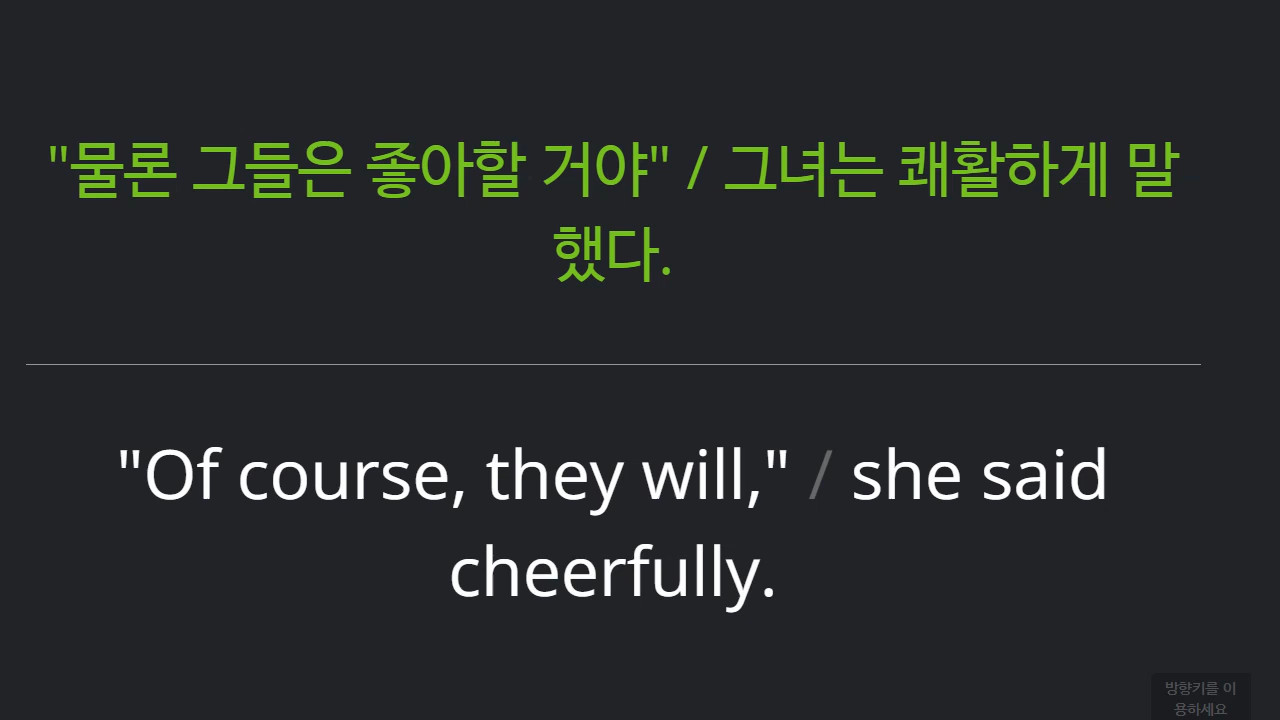 "물론 그들은 좋아할 거야" / 그녀는 쾌활하게 말
했다.
"Of course, they will," / she said
cheerfully.
방향키를 이
용하세요